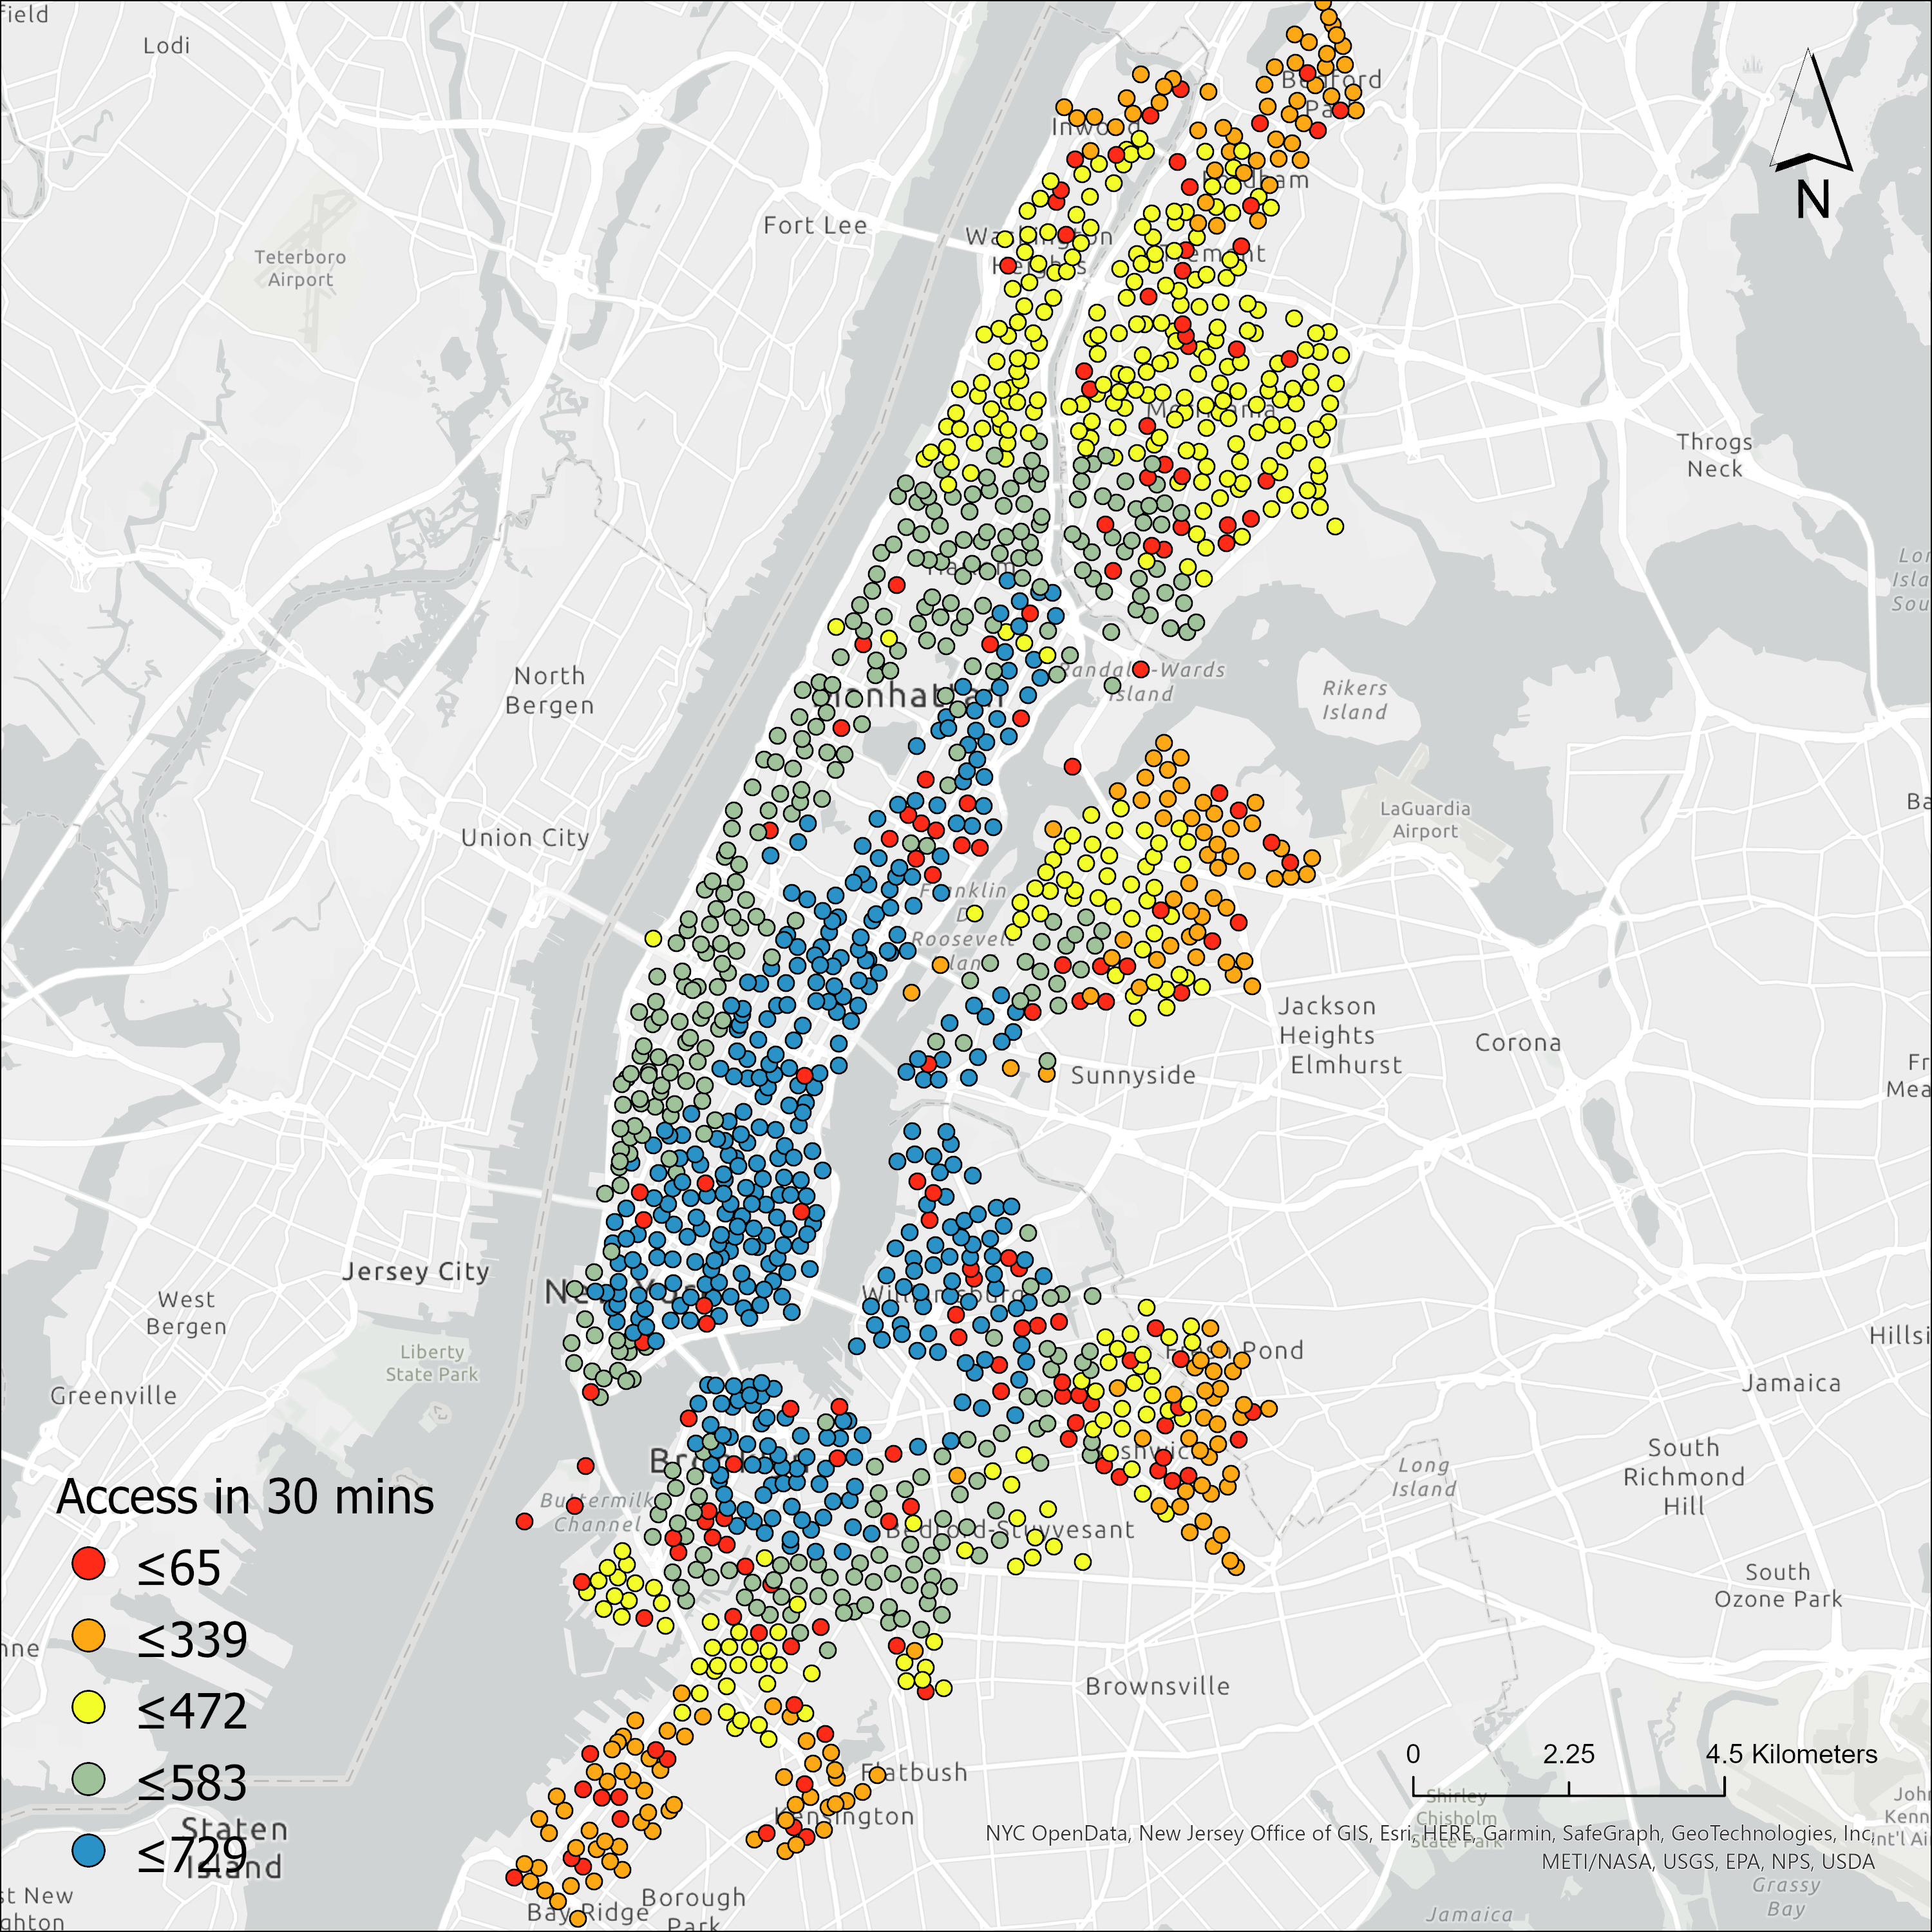 field
Lodi
Bedford
Park
Inwood
Fordham
N
Fort Lee
Washington
Heights
Tremont
Teterboro
Airport
Morrisania
Throgs
Neck
Harlem
North
Bergen
Manhattan
Randalls-Wards
Island
Rikers
Island
LaGuardia
Airport
Union City
Franklin
D
Roosevelt
Island
Jackson
Heights
Elmhurst
Corona
Sunnyside
Jersey City
New York
West
Bergen
Williamsburg
Liberty
State Park
Fresh Pond
Greenville
Jamaica
Bushwick
Brooklyn
South
Richmond
Hill
Long
Island
Buttermilk
Channel
Bedford-Stuyvesant
South
Ozone Park
Brownsville
Flatbush
Kensington
Borough
Park
Bay Ridge
Access in 30 mins
≤65
≤339
≤472
≤583
≤729
Staten
Island
0 2.25 4.5 Kilometers
Shirley
Chisholm
State Park
NYC OpenData, New Jersey Office of GIS, Esri, HERE, Garmin, SafeGraph, GeoTechnologies, Inc,
METI/NASA, USGS, EPA, NPS, USDA
Grassy
Bay
Jamaica